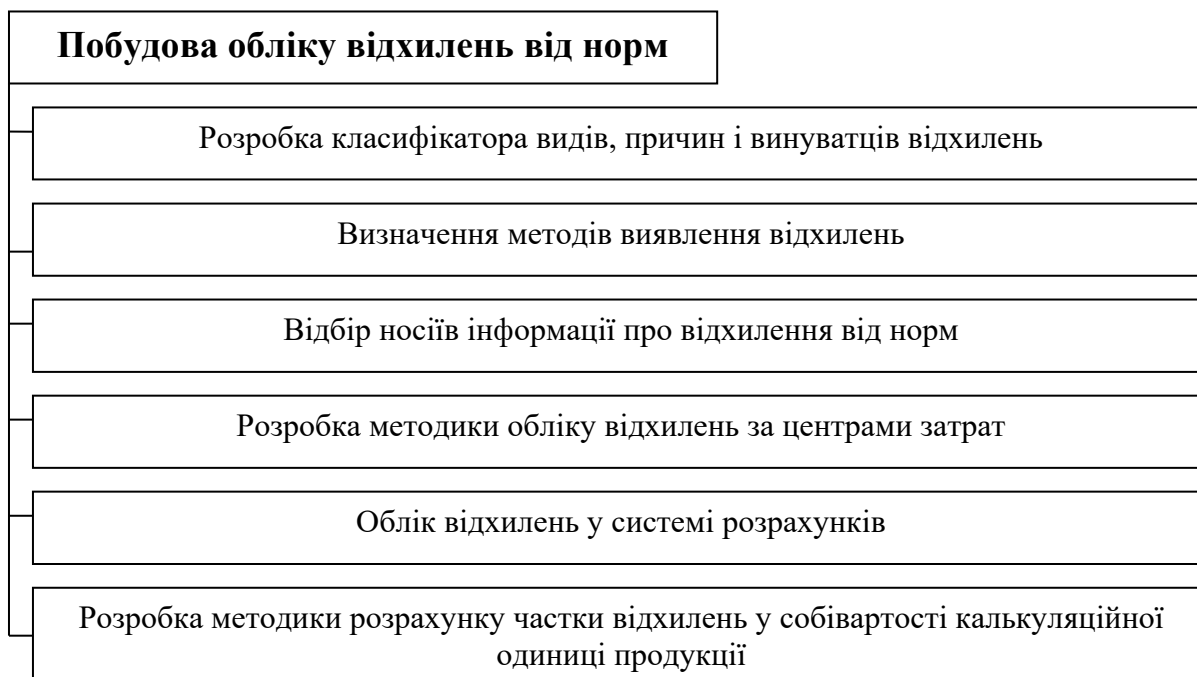 Побудова обліку відхилень від норм
Розробка класифікатора видів, причин і винуватців відхилень
Визначення методів виявлення відхилень
Відбір носіїв інформації про відхилення від норм
Розробка методики обліку відхилень за центрами затрат
Облік відхилень у системі розрахунків
Розробка методики розрахунку частки відхилень у собівартості калькуляційної
одиниці продукції